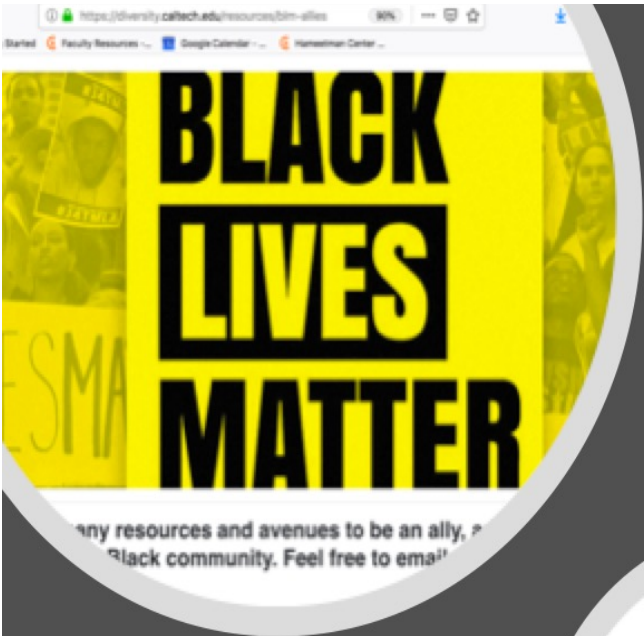 https://diversity.caltech.edu/resources/blm-allies 90%
Started Faculty Resources -... Google Calendar - ... Hameetman Center ...
BLACK
LIVES
MATTER
ESMA
any resources and avenues to be an ally, a
Black community. Feel free to email